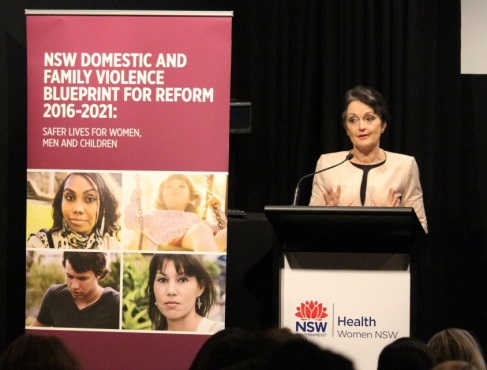 NSW DOMESTIC AND
FAMILY VIOLENCE
BLUEPRINT FOR REFORM
2016-2021:
SAFER LIVES FOR WOMEN,
MEN AND CHILDREN
NSW
GOVERNMENT
Health
Women NSW